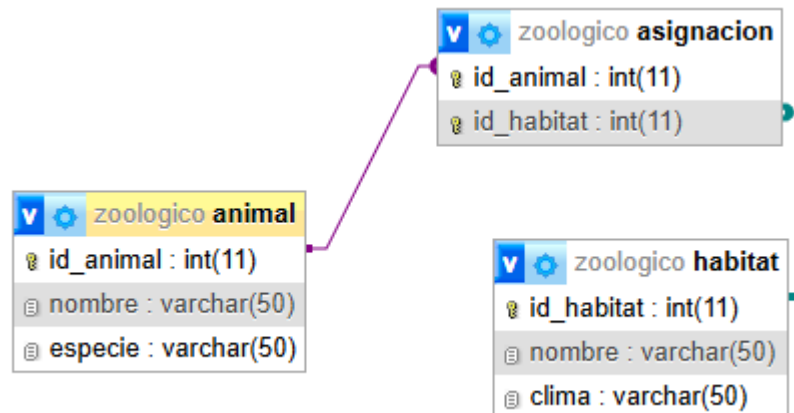 v zoologico asignacion
id_animal : int(11)
id_habitat : int(11)
v zoologico animal
id_animal : int(11)
nombre : varchar(50)
especie : varchar(50)
v zoologico habitat
id_habitat : int(11)
nombre : varchar(50)
clima : varchar(50)